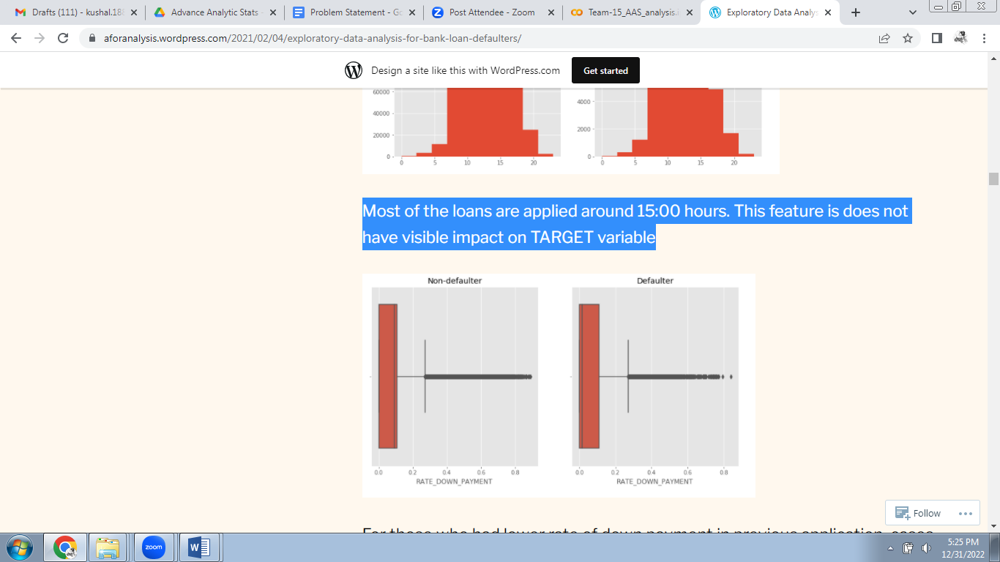 Drafts (111) - kushal.188
Advance Analytic Stats -
Problem Statement - Go
Post Attendee - Zoom
Team-15_AAS_analysis.i
Exploratory Data Analys
aforanalysis.wordpress.com/2021/02/04/exploratory-data-analysis-for-bank-loan-defaulters/
Design a site like this with WordPress.com
Get started
60000
40000
20000
0
0 5 10 15 20
4000
2000
0
0 5 10 15 20
Most of the loans are applied around 15:00 hours. This feature is does not
have visible impact on TARGET variable
Non-defaulter
0.0 0.2 0.4 0.6 0.8
RATE_DOWN_PAYMENT
Defaulter
0.0 0.2 0.4 0.6 0.8
RATE_DOWN_PAYMENT
For those who had lower rate of down payment in previous application, cases
Follow
zoom
W
5:25 PM
12/31/2022